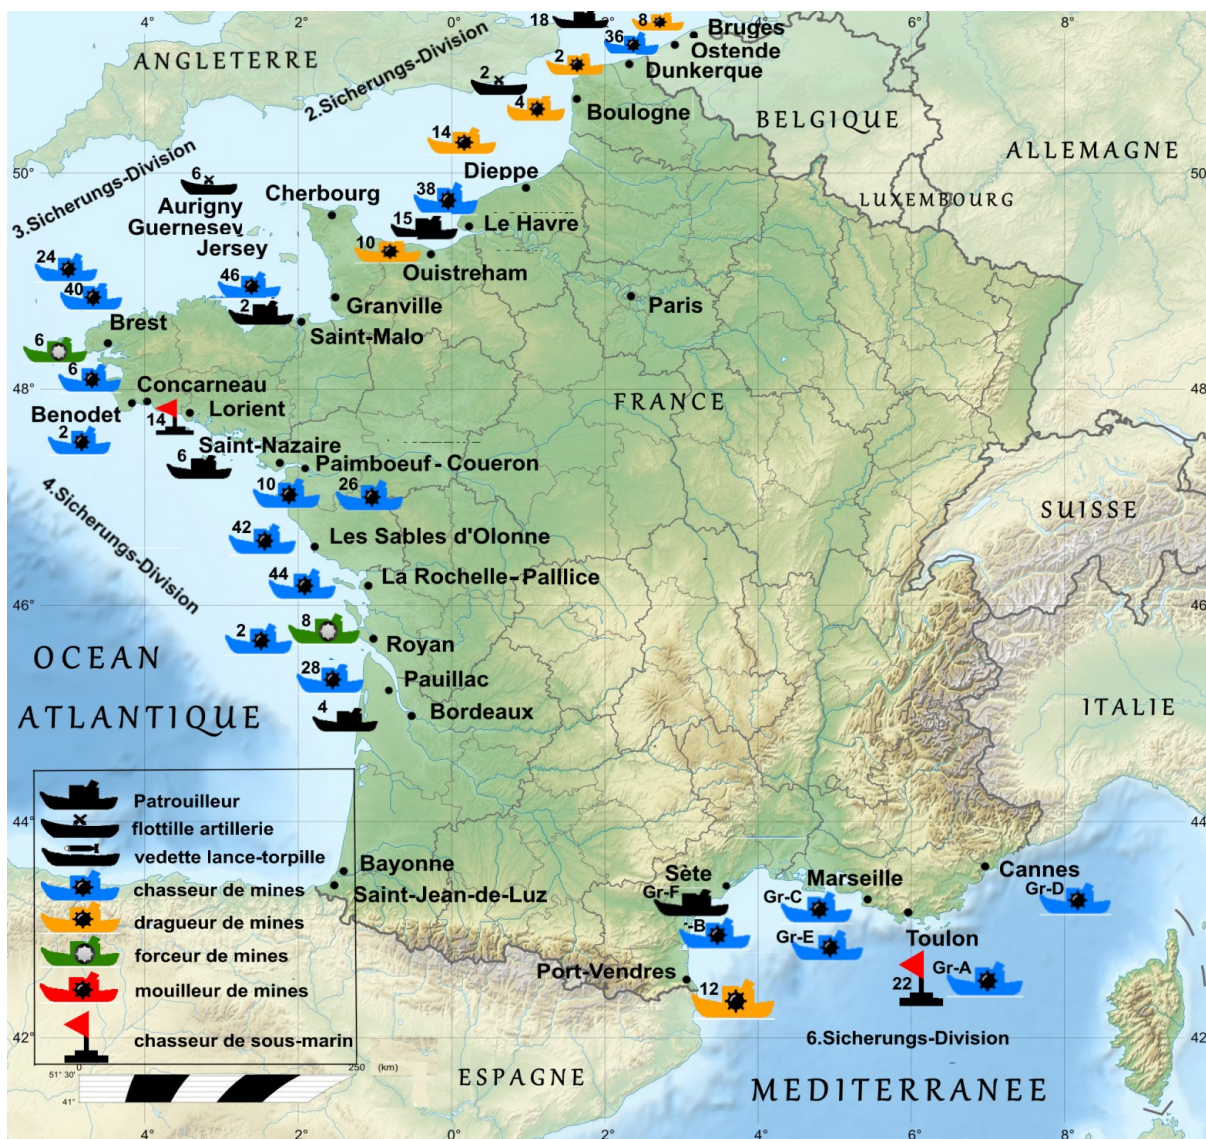 4°
2°
0°
2°
4°
6°
8°
18
8
36
Bruges
Ostende
Dunkerque
ANGLETERRE
2.Sicherungs-Division
2
2
4
Boulogne
BELGIQUE
ALLEMAGNE
14
50°
50
3.Sicherungs-Division
6
Dieppe
LUXEMBOURG
Cherbourg
38
Aurigny
Guernesey
Jersey
15
Le Havre
10
Ouistreham
24
40
46
Granville
Paris
2
Saint-Malo
Brest
6
6
48°
48°
Concarneau
FRANCE
Benodet
14
Lorient
2
Saint-Nazaire
6
Paimboeuf-Coueron
10
26
4.Sicherungs-Division
SUISSE
42
Les Sables d'Olonne
44
La Rochelle-Palllice
46°
46°
2
8
Royan
OCEAN
ATLANTIQUE
28
Pauillac
4
Bordeaux
ITALIE
Patrouilleur
flottille artillerie
vedette lance-torpille
chasseur de mines
dragueur de mines
forceur de mines
mouilleur de mines
chasseur de sous-marin
44°
44°
Bayonne
Saint-Jean-de-Luz
Sète
Gr-F
Marseille
Gr-C
Cannes
Gr-D
-B
Gr-E
Toulon
Gr-A
22
Port-Vendres
12
42°
42°
6.Sicherungs-Division
0
250
(km)
51° 30'
41°
ESPAGNE
MEDITERRANEE
4°
2°
0°
2°
4°
6°
8°